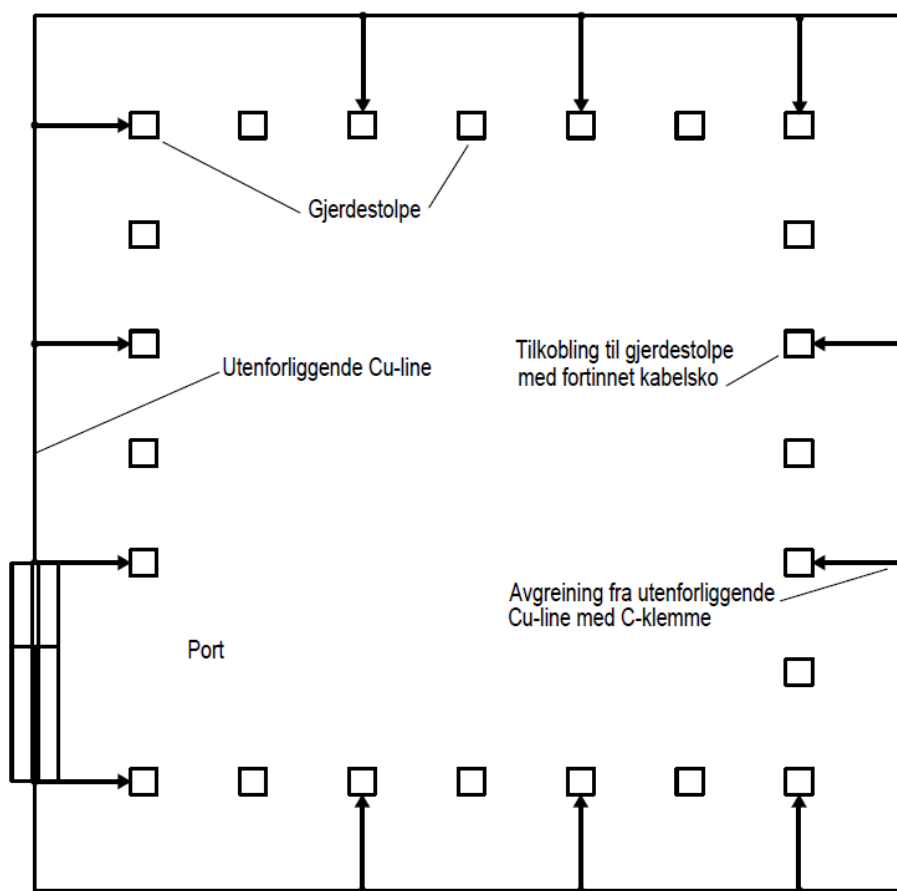 Gjerdestolpe
Utenforliggende Cu-line
Tilkobling til gjerdestolpe
med fortinnet kabelsko
Avgreining fra utenforliggende
Cu-line med C-klemme
Port